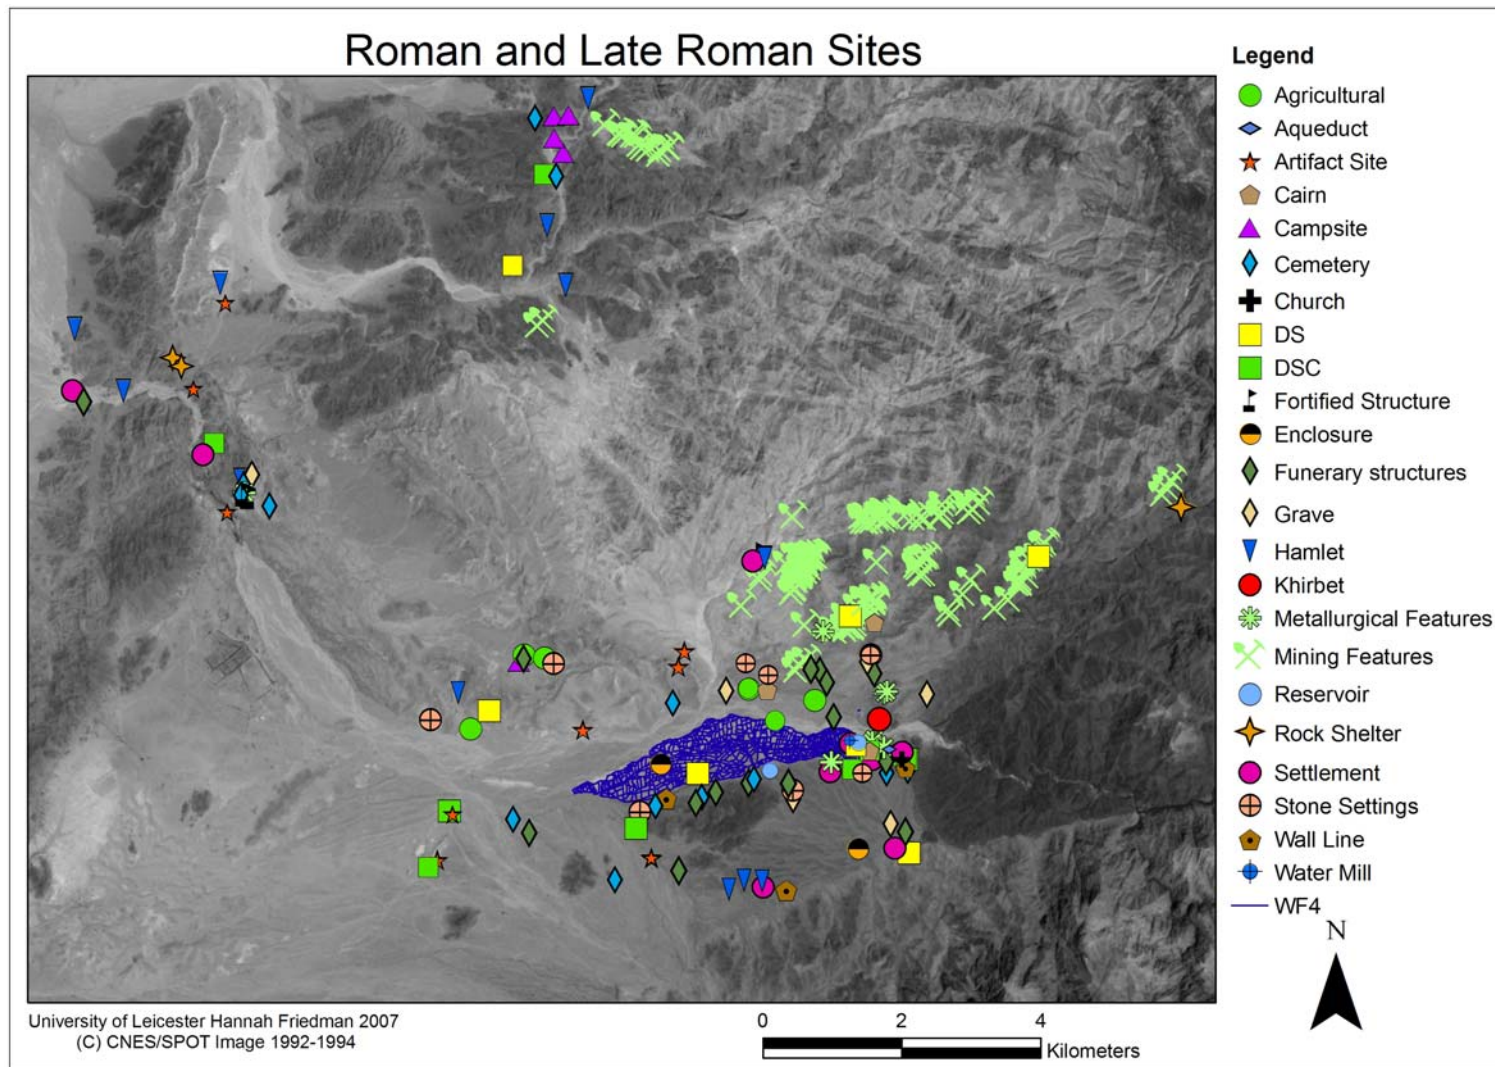 Roman and Late Roman Sites
Legend
Agricultural
Aqueduct
Artifact Site
Cairn
Campsite
Cemetery
Church
DS
DSC
Fortified Structure
Enclosure
Funerary structures
Grave
Hamlet
Khirbet
Metallurgical Features
Mining Features
Reservoir
Rock Shelter
Settlement
Stone Settings
Wall Line
Water Mill
WF4
N
University of Leicester Hannah Friedman 2007
(C) CNES/SPOT Image 1992-1994
0 2 4
Kilometers